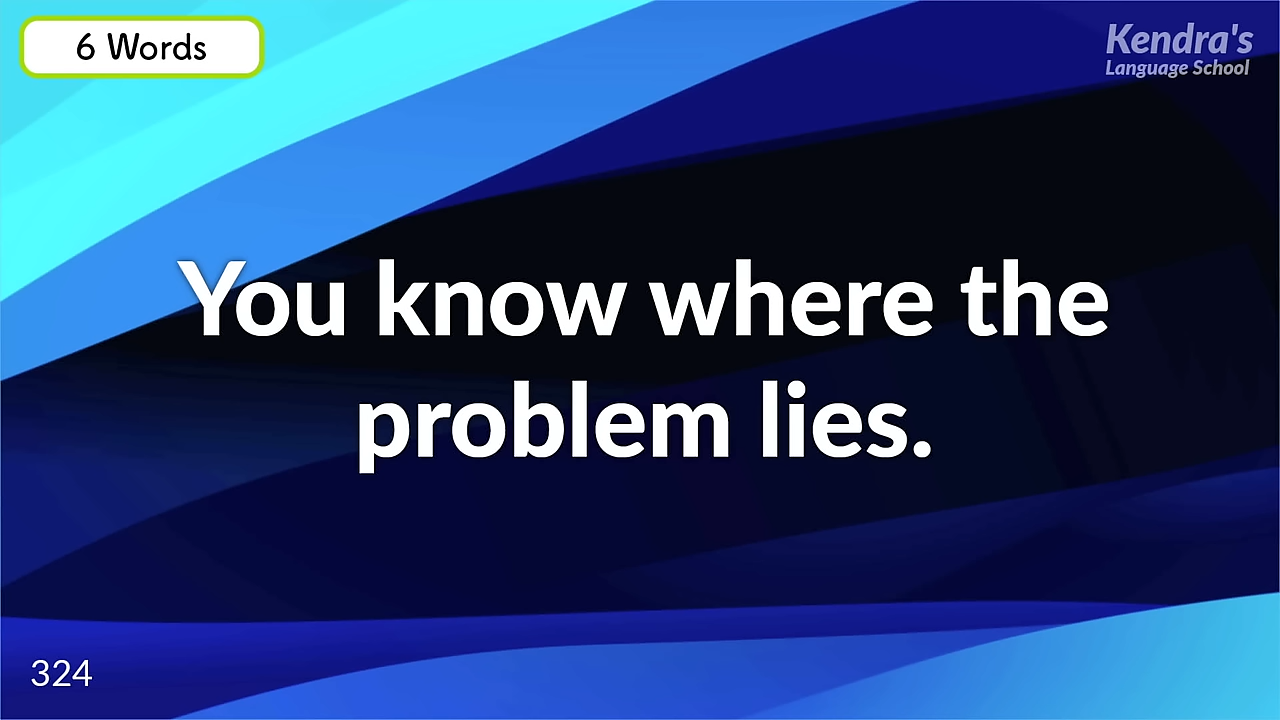 6 Words
Kendra's
Language School
You know where the
problem lies.
324